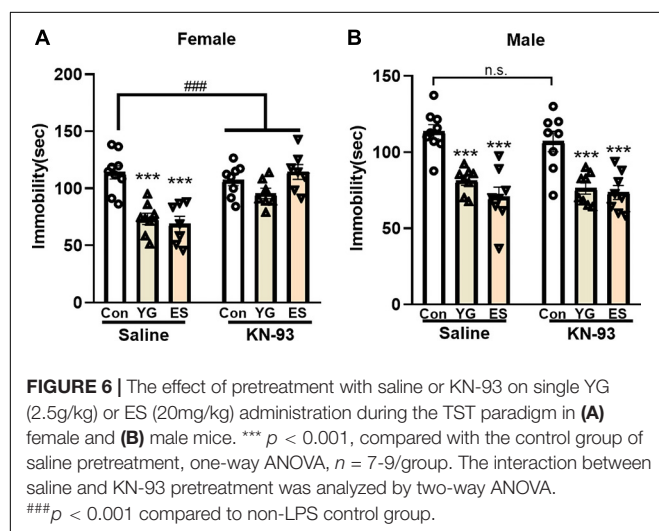 A
Female
###
200
150
100
50
0
Immobility(sec)
***
***
Con YG ES
Saline
KN-93
B
Male
n.s.
150
100
50
0
Immobility(sec)
***
***
***
***
Con YG ES Con YG ES
Saline
KN-93
FIGURE 6 | The effect of pretreatment with saline or KN-93 on single YG
(2.5g/kg) or ES (20mg/kg) administration during the TST paradigm in (A)
female and (B) male mice. *** p < 0.001, compared with the control group of
saline pretreatment, one-way ANOVA, n = 7-9/group. The interaction between
saline and KN-93 pretreatment was analyzed by two-way ANOVA.
###p < 0.001 compared to non-LPS control group.